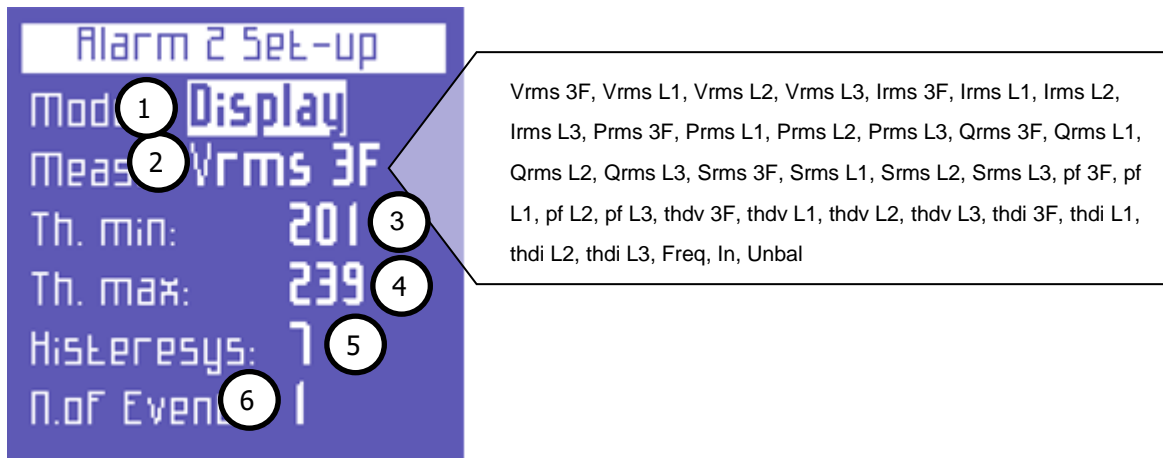 Alarm 2 Set-up
1 Display
2 Vrms 3F
Th. min: 201 3
Th. max: 239 4
Histeresys: 7 5
N.of 6 1
Vrms 3F, Vrms L1, Vrms L2, Vrms L3, Irms 3F, Irms L1, Irms L2,
Irms L3, Prms 3F, Prms L1, Prms L2, Prms L3, Qrms 3F, Qrms L1,
Qrms L2, Qrms L3, Srms 3F, Srms L1, Srms L2, Srms L3, pf 3F, pf
L1, pf L2, pf L3, thdv 3F, thdv L1, thdv L2, thdv L3, thdi 3F, thdi L1,
thdi L2, thdi L3, Freq, In, Unbal